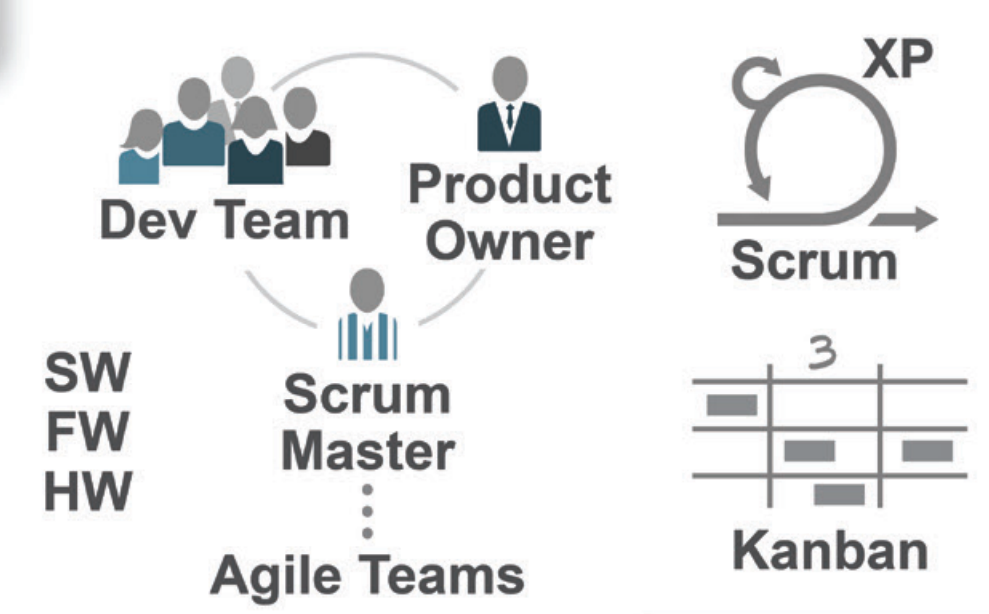 Dev Team
Product
Owner
Scrum
Master
SW
FW
HW
Agile Teams
XP
Scrum
3
Kanban